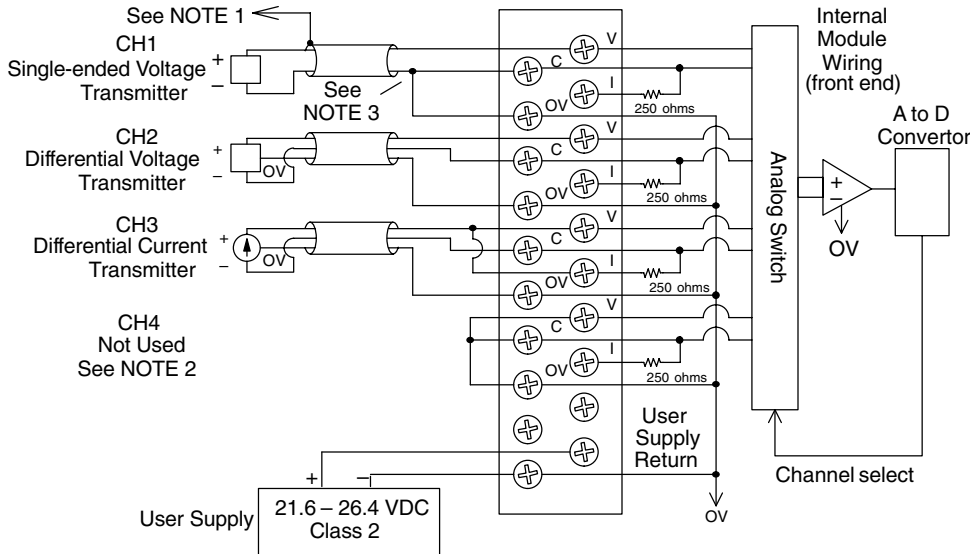 See NOTE 1
CH1
+
Single-ended Voltage
–
Transmitter
See
NOTE 3
CH2
Differential Voltage
Transmitter
+
–
OV
CH3
Differential Current
Transmitter
+
–
OV
CH4
Not Used
See NOTE 2
V
C
I
OV
250 ohms
V
C
I
OV
250 ohms
V
C
I
OV
250 ohms
V
C
I
OV
250 ohms
User
Supply
Return
OV
+
–
User Supply
21.6 – 26.4 VDC
Class 2
Internal
Module
Wiring
(front end)
A to D
Convertor
Analog Switch
+
–
OV
Channel select